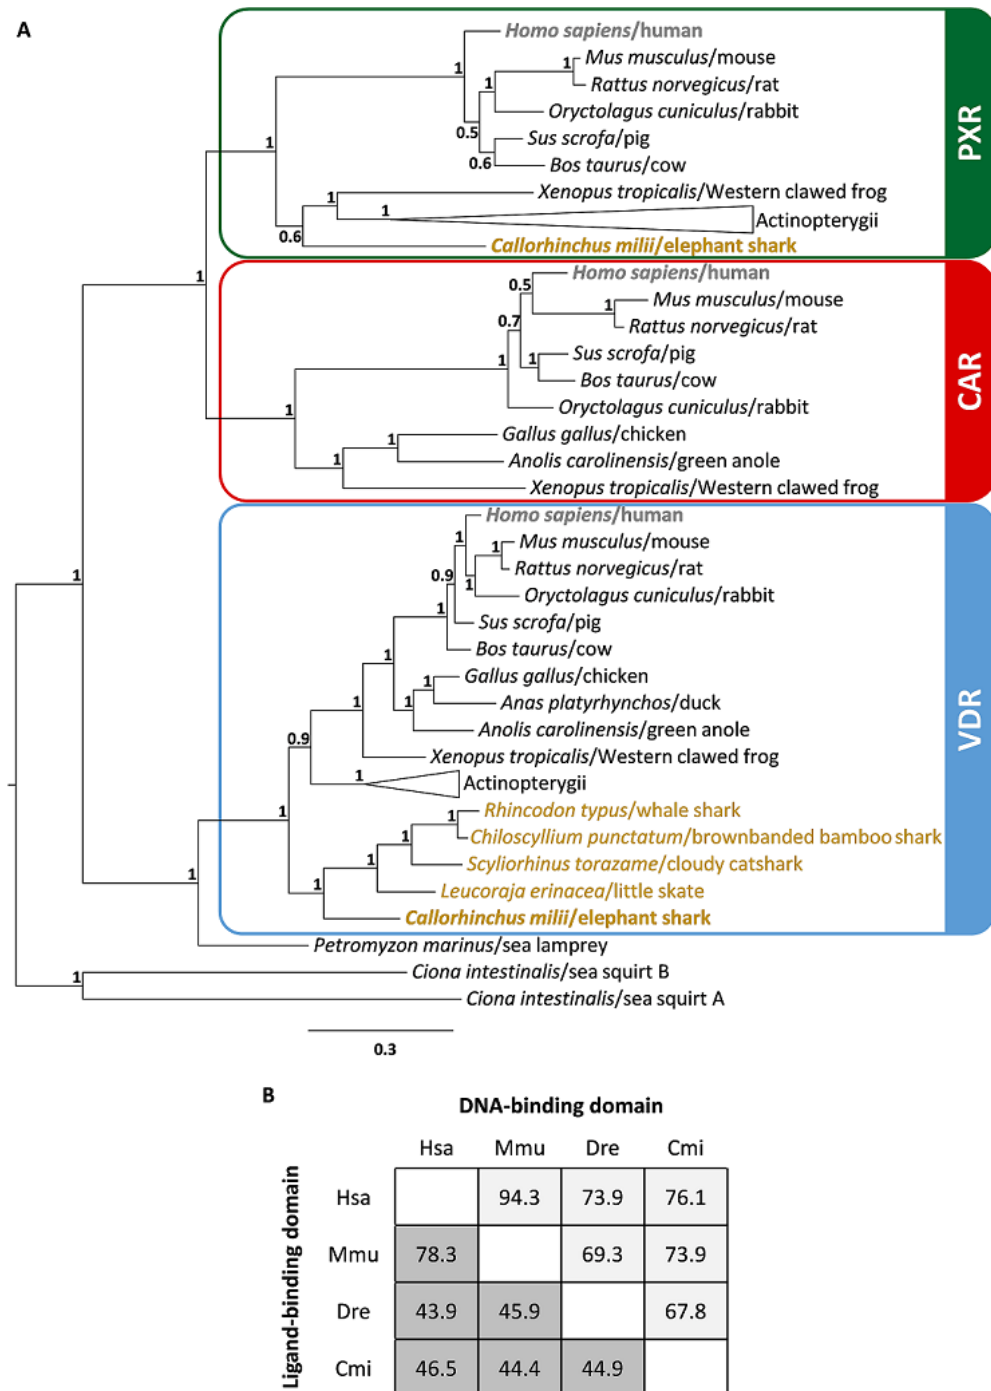 A
Homo sapiens/human
1
Mus musculus/mouse
1
Rattus norvegicus/rat
1
Oryctolagus cuniculus/rabbit
0.5
Sus scrofa/pig
0.6
Bos taurus/cow
1
Xenopus tropicalis/Western clawed frog
1
1
Actinopterygii
0.6
Callorhinchus milii/elephant shark
PXR
1
Homo sapiens/human
0.5
Mus musculus/mouse
1
Rattus norvegicus/rat
0.7
Sus scrofa/pig
1
1
Bos taurus/cow
Oryctolagus cuniculus/rabbit
1
Gallus gallus/chicken
1
Anolis carolinensis/green anole
1
Xenopus tropicalis/Western clawed frog
CAR
1
Homo sapiens/human
1
Mus musculus/mouse
1
Rattus norvegicus/rat
0.9
1
Oryctolagus cuniculus/rabbit
1
Sus scrofa/pig
Bos taurus/cow
1
Gallus gallus/chicken
1
Anas platyrhynchos/duck
1
1
Anolis carolinensis/green anole
0.9
Xenopus tropicalis/Western clawed frog
1
Actinopterygii
1
Rhincodon typus/whale shark
1
Chiloscyllium punctatum/brownbanded bamboo shark
1
Scyliorhinus torazame/cloudy catshark
1
Leucoraja erinacea/little skate
1
Callorhinchus milii/elephant shark
VDR
1
Petromyzon marinus/sea lamprey
1
Ciona intestinalis/sea squirt B
Ciona intestinalis/sea squirt A
0.3
B
DNA-binding domain
Hsa Mmu Dre Cmi
Ligand-binding domain
Hsa 94.3 73.9 76.1
Mmu 78.3 69.3 73.9
Dre 43.9 45.9 67.8
Cmi 46.5 44.4 44.9